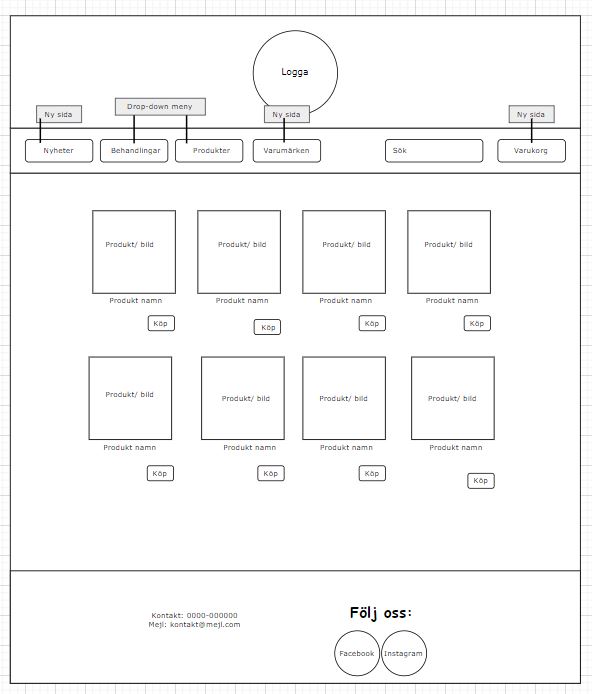 Logga
Ny sida
Drop-down meny
Ny sida
Ny sida
Nyheter
Behandlingar
Produkter
Varumärken
Sök
Varukorg
Produkt/ bild
Produkt/ bild
Produkt/ bild
Produkt/ bild
Produkt namn
Produkt namn
Produkt namn
Produkt namn
Köp
Köp
Köp
Köp
Produkt/ bild
Produkt/ bild
Produkt/ bild
Produkt/ bild
Produkt namn
Produkt namn
Produkt namn
Produkt namn
Köp
Köp
Köp
Köp
Kontakt: 0000-000000
Mejl: kontakt@mejl.com
Följ oss:
Facebook
Instagram